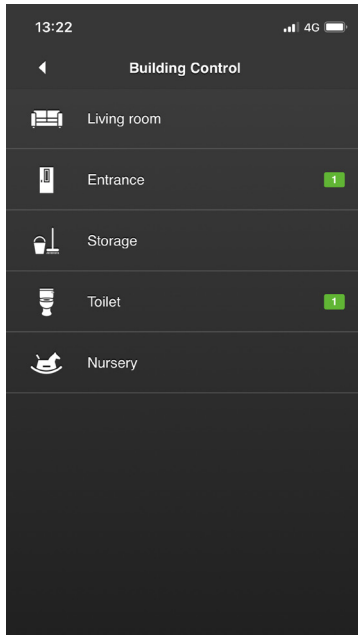 13:22 4G
Building Control
Living room
Entrance 1
Storage
Toilet 1
Nursery